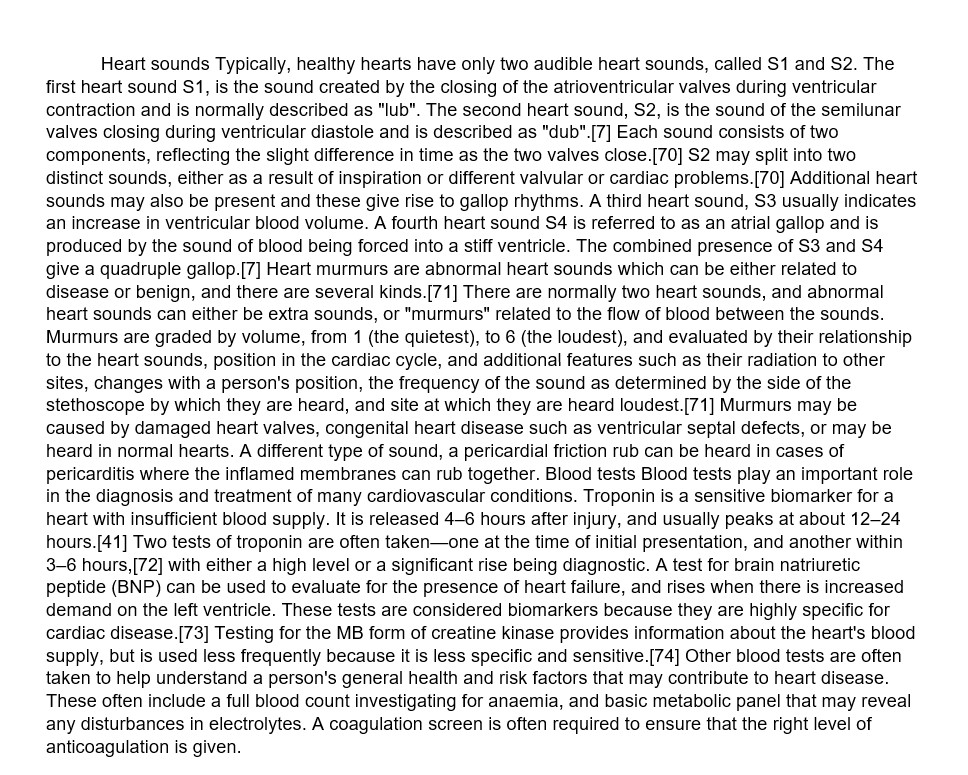 Heart sounds Typically, healthy hearts have only two audible heart sounds, called S1 and S2. The
first heart sound S1, is the sound created by the closing of the atrioventricular valves during ventricular
contraction and is normally described as "lub". The second heart sound, S2, is the sound of the semilunar
valves closing during ventricular diastole and is described as "dub".[7] Each sound consists of two
components, reflecting the slight difference in time as the two valves close.[70] S2 may split into two
distinct sounds, either as a result of inspiration or different valvular or cardiac problems.[70] Additional heart
sounds may also be present and these give rise to gallop rhythms. A third heart sound, S3 usually indicates
an increase in ventricular blood volume. A fourth heart sound S4 is referred to as an atrial gallop and is
produced by the sound of blood being forced into a stiff ventricle. The combined presence of S3 and S4
give a quadruple gallop.[7] Heart murmurs are abnormal heart sounds which can be either related to
disease or benign, and there are several kinds.[71] There are normally two heart sounds, and abnormal
heart sounds can either be extra sounds, or "murmurs" related to the flow of blood between the sounds.
Murmurs are graded by volume, from 1 (the quietest), to 6 (the loudest), and evaluated by their relationship
to the heart sounds, position in the cardiac cycle, and additional features such as their radiation to other
sites, changes with a person's position, the frequency of the sound as determined by the side of the
stethoscope by which they are heard, and site at which they are heard loudest.[71] Murmurs may be
caused by damaged heart valves, congenital heart disease such as ventricular septal defects, or may be
heard in normal hearts. A different type of sound, a pericardial friction rub can be heard in cases of
pericarditis where the inflamed membranes can rub together. Blood tests Blood tests play an important role
in the diagnosis and treatment of many cardiovascular conditions. Troponin is a sensitive biomarker for a
heart with insufficient blood supply. It is released 4–6 hours after injury, and usually peaks at about 12–24
hours.[41] Two tests of troponin are often taken—one at the time of initial presentation, and another within
3–6 hours,[72] with either a high level or a significant rise being diagnostic. A test for brain natriuretic
peptide (BNP) can be used to evaluate for the presence of heart failure, and rises when there is increased
demand on the left ventricle. These tests are considered biomarkers because they are highly specific for
cardiac disease.[73] Testing for the MB form of creatine kinase provides information about the heart's blood
supply, but is used less frequently because it is less specific and sensitive.[74] Other blood tests are often
taken to help understand a person's general health and risk factors that may contribute to heart disease.
These often include a full blood count investigating for anaemia, and basic metabolic panel that may reveal
any disturbances in electrolytes. A coagulation screen is often required to ensure that the right level of
anticoagulation is given.